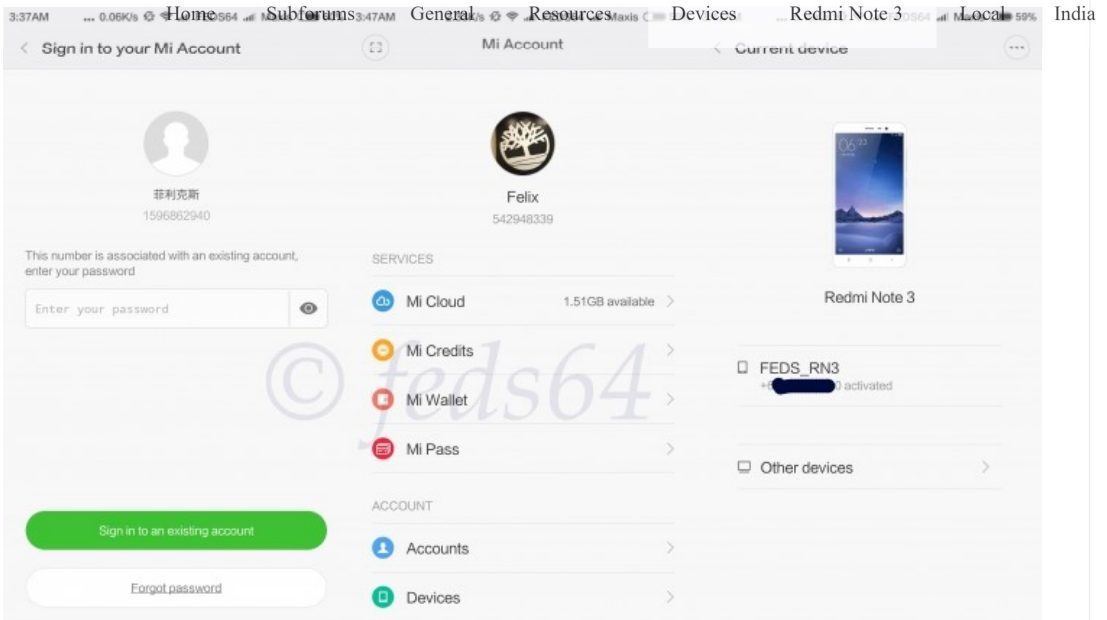 Home Subforums General Resources Devices Redmi Note 3 Local India
3:37AM ... 0.06K/s
3:47AM
Maxis
59%
Sign in to your Mi Account
菲利克斯
1596862940
This number is associated with an existing account,
enter your password
Enter your password
Sign in to an existing account
Forgot password
Mi Account
Felix
542948339
SERVICES
Mi Cloud 1.51GB available
Mi Credits
Mi Wallet
Mi Pass
ACCOUNT
Accounts
Devices
Current device
Redmi Note 3
FEDS_RN3
activated
Other devices
© feds64